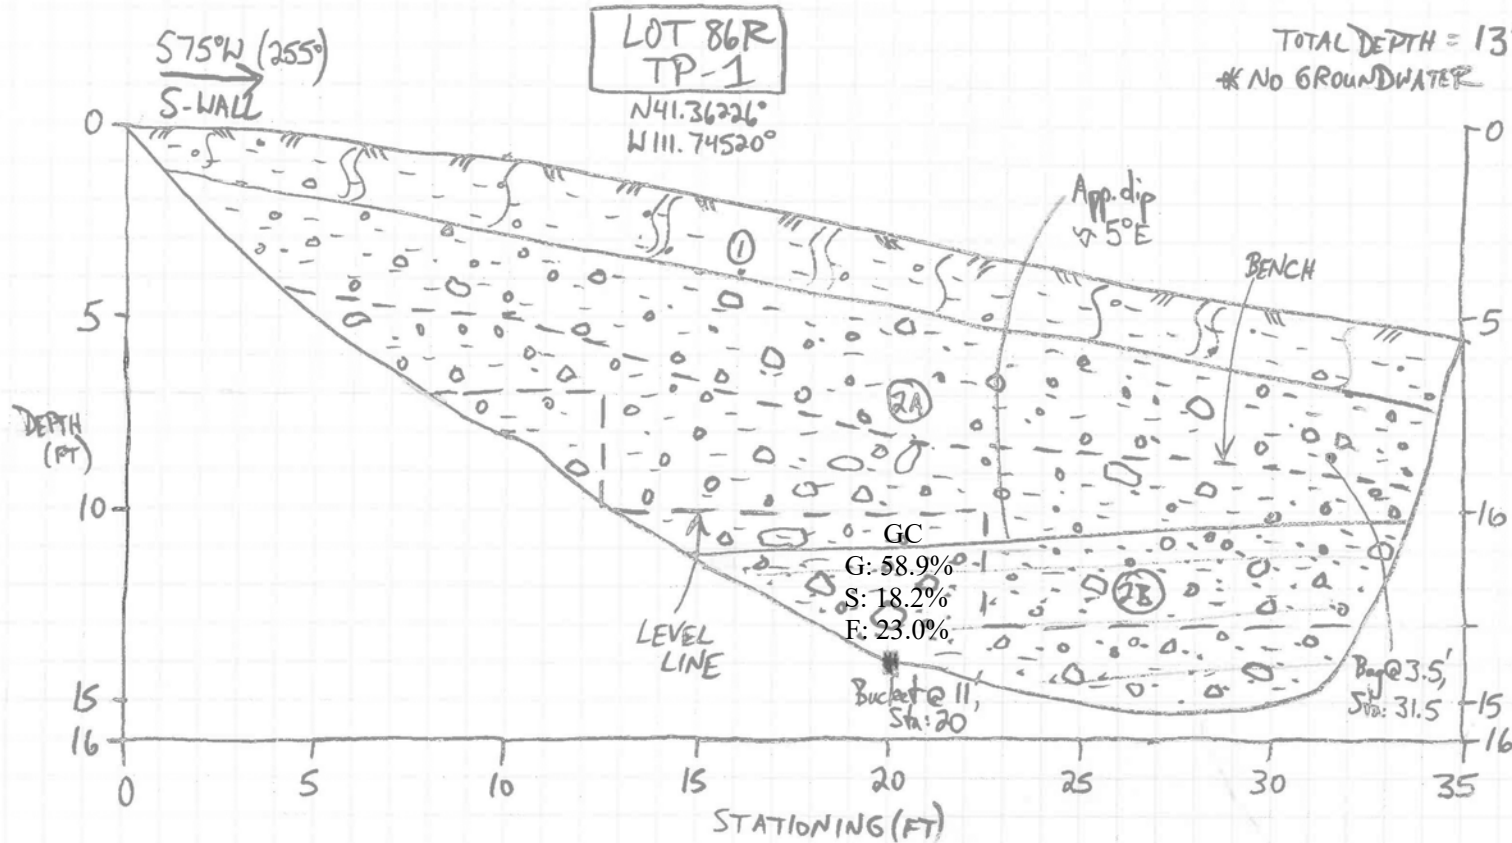 S75°W (255°)
S-WALL
LOT 86R
TP-1
N41.36226°
W111.74520°
TOTAL DEPTH = 13'
* NO GROUNDWATER
0
5
10
15
16
DEPTH
(FT)
0
5
10
15
16
App. dip
~ 5°E
BENCH
1
2A
2B
GC
G: 58.9%
S: 18.2%
F: 23.0%
LEVEL
LINE
Bucket @ 11',
Sta: 20
Bag @ 3.5',
Sta: 31.5
0
5
10
15
20
25
30
35
STATIONING (FT)